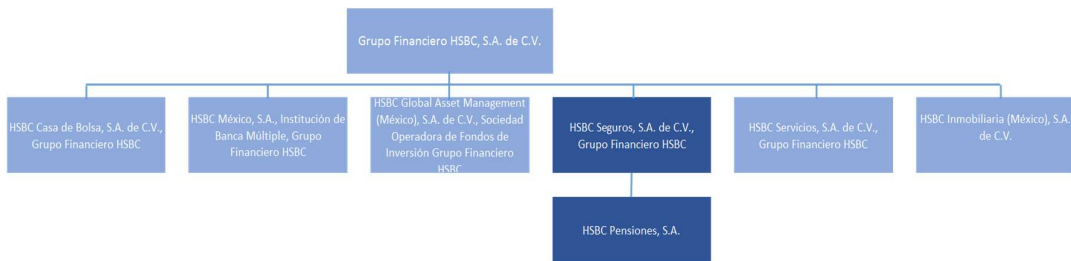 Grupo Financiero HSBC, S.A. de C.V.
HSBC Casa de Bolsa, S.A. de C.V.,
Grupo Financiero HSBC
HSBC México, S.A., Institución de
Banca Múltiple, Grupo
Financiero HSBC
HSBC Global Asset Management
(México), S.A. de C.V., Sociedad
Operadora de Fondos de
Inversión Grupo Financiero
HSBC
HSBC Seguros, S.A. de C.V.,
Grupo Financiero HSBC
HSBC Servicios, S.A. de C.V.,
Grupo Financiero HSBC
HSBC Inmobiliaria (México), S.A.
de C.V.
HSBC Pensiones, S.A.